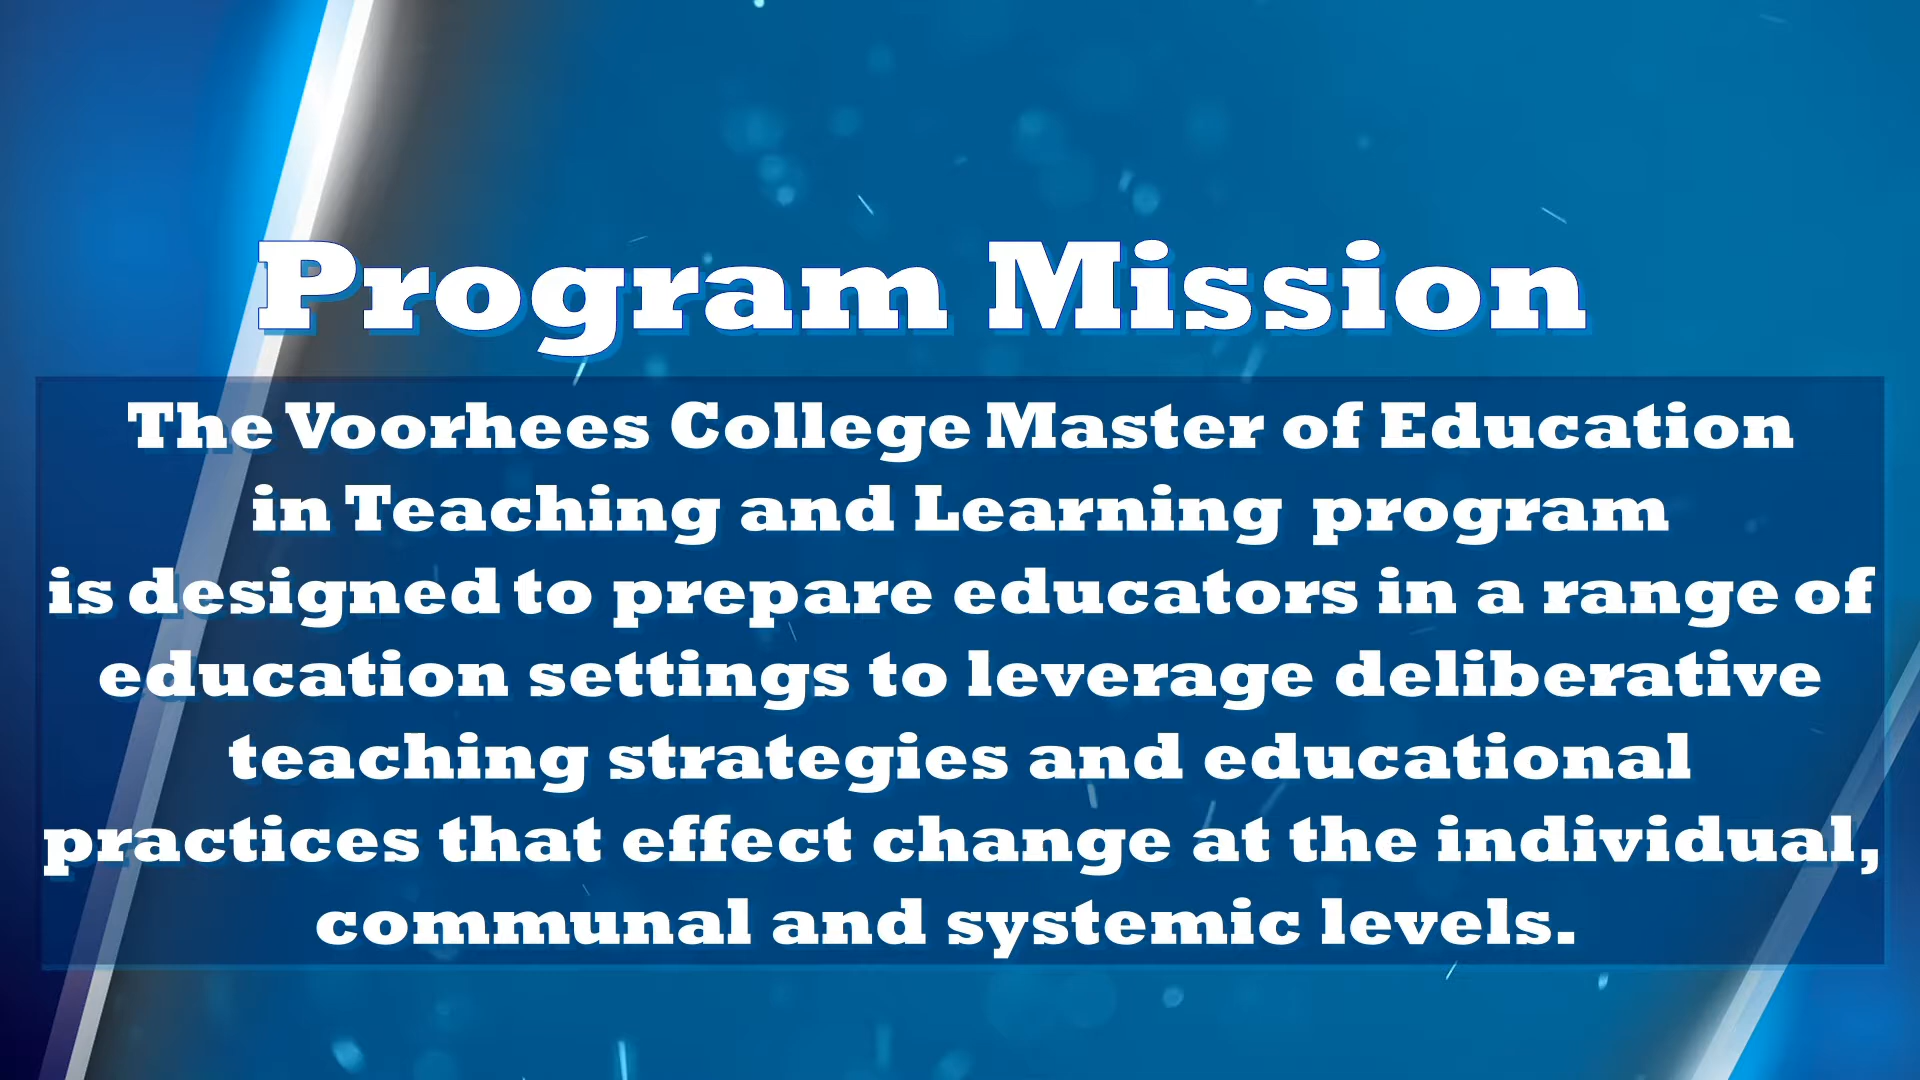 Program Mission
The Voorhees College Master of Education
in Teaching and Learning program
is designed to prepare educators in a range of
education settings to leverage deliberative
teaching strategies and educational
practices that effect change at the individual,
communal and systemic levels.